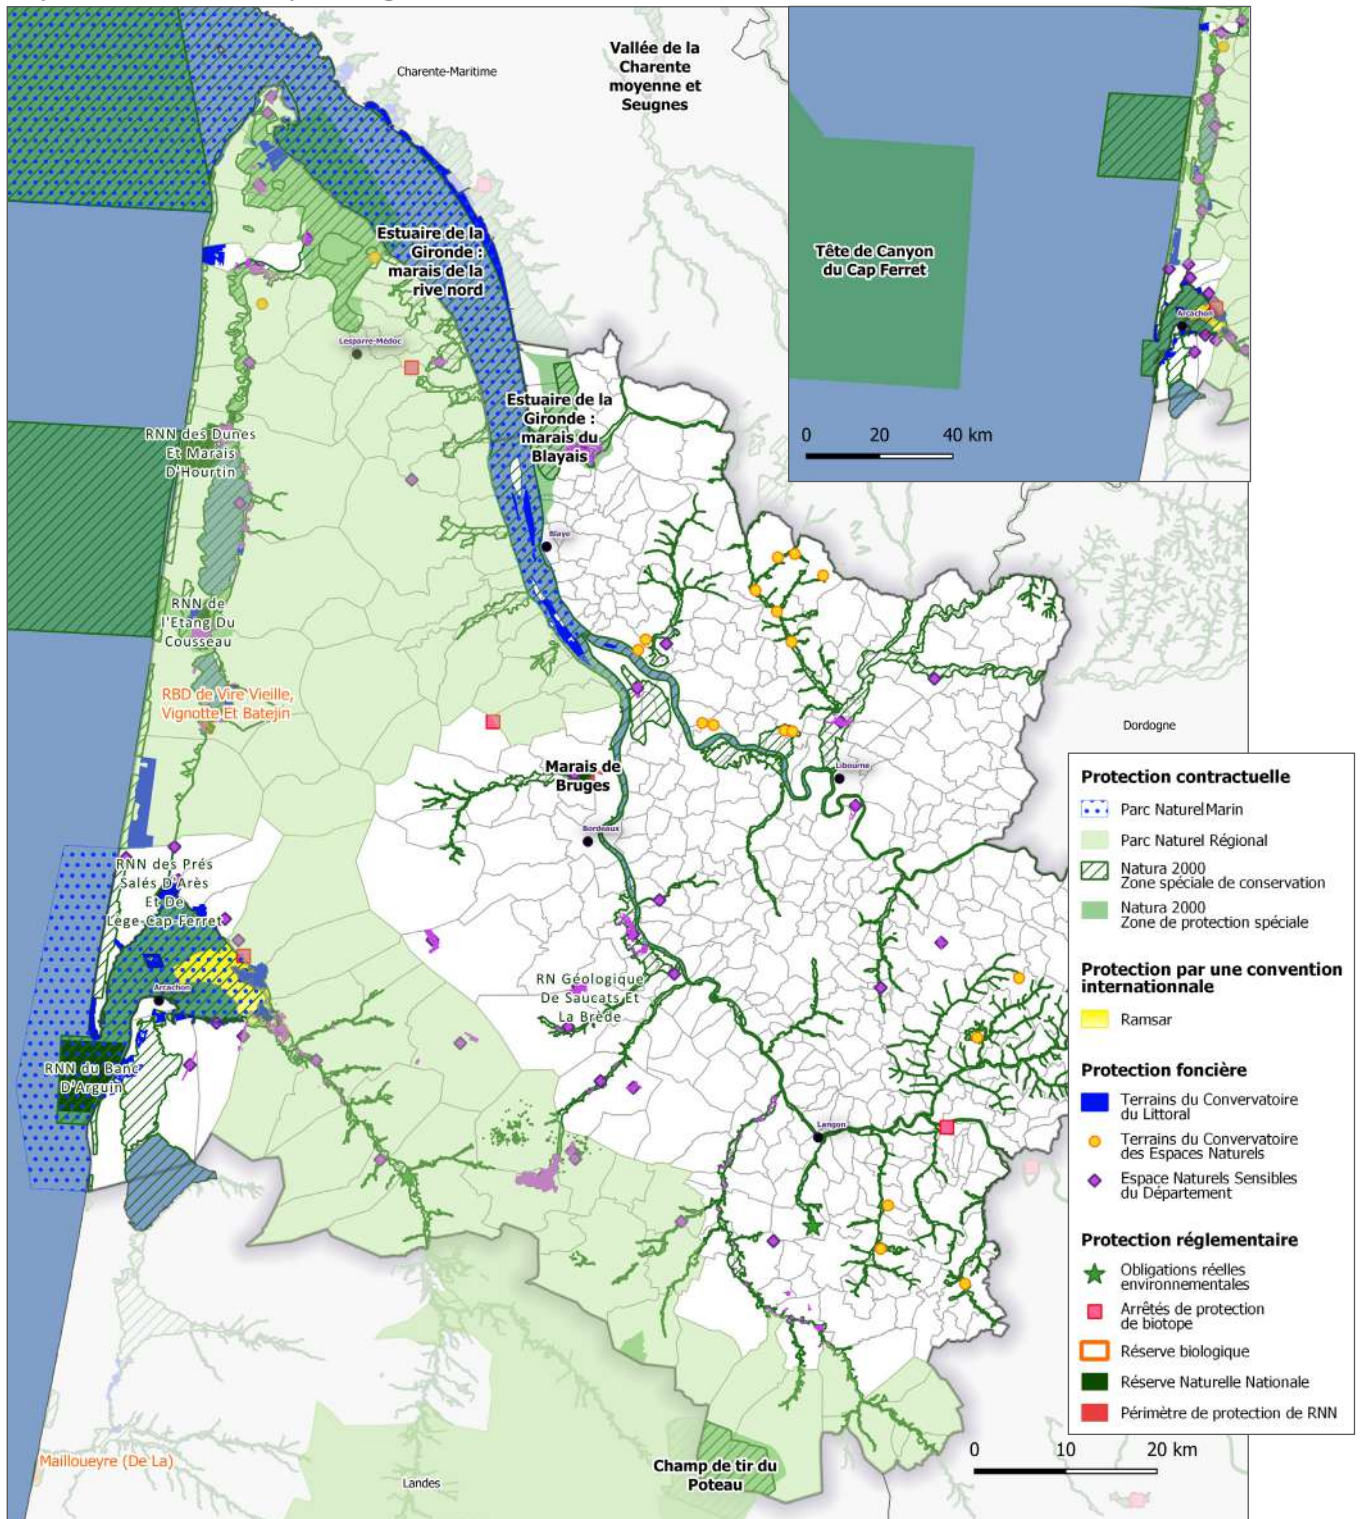 Charente-Maritime
Vallée de la
Charente
moyenne et
Seugnes
Tête de Canyon
du Cap Ferret
Arcachon
0 20 40 km
Estuaire de la
Gironde :
marais de la
rive nord
Lesparre-Médoc
Estuaire de la
Gironde :
marais du
Blayais
RNN des Dunes
Et Marais
D'Hourtin
Blaye
RNN de
l'Etang Du
Cousseau
RBD de Vire Vieille,
Vignotte Et Batejin
Dordogne
Marais de
Bruges
Libourne
Bordeaux
RNN des Prés
Salés D'Arès
Et De
Lège-Cap-Ferret
Arcachon
RN Géologique
De Saucats Et
La Brède
RNN du Banc
D'Arguin
Langon
Mailloueyre (De La)
Landes
Champ de tir du
Poteau
Protection contractuelle
Parc Naturel Marin
Parc Naturel Régional
Natura 2000
Zone spéciale de conservation
Natura 2000
Zone de protection spéciale
Protection par une convention
internationnale
Ramsar
Protection foncière
Terrains du Convervatoire
du Littoral
Terrains du Convervatoire
des Espaces Naturels
Espace Naturels Sensibles
du Département
Protection réglementaire
Obligations réelles
environnementales
Arrêtés de protection
de biotope
Réserve biologique
Réserve Naturelle Nationale
Périmètre de protection de RNN
0 10 20 km